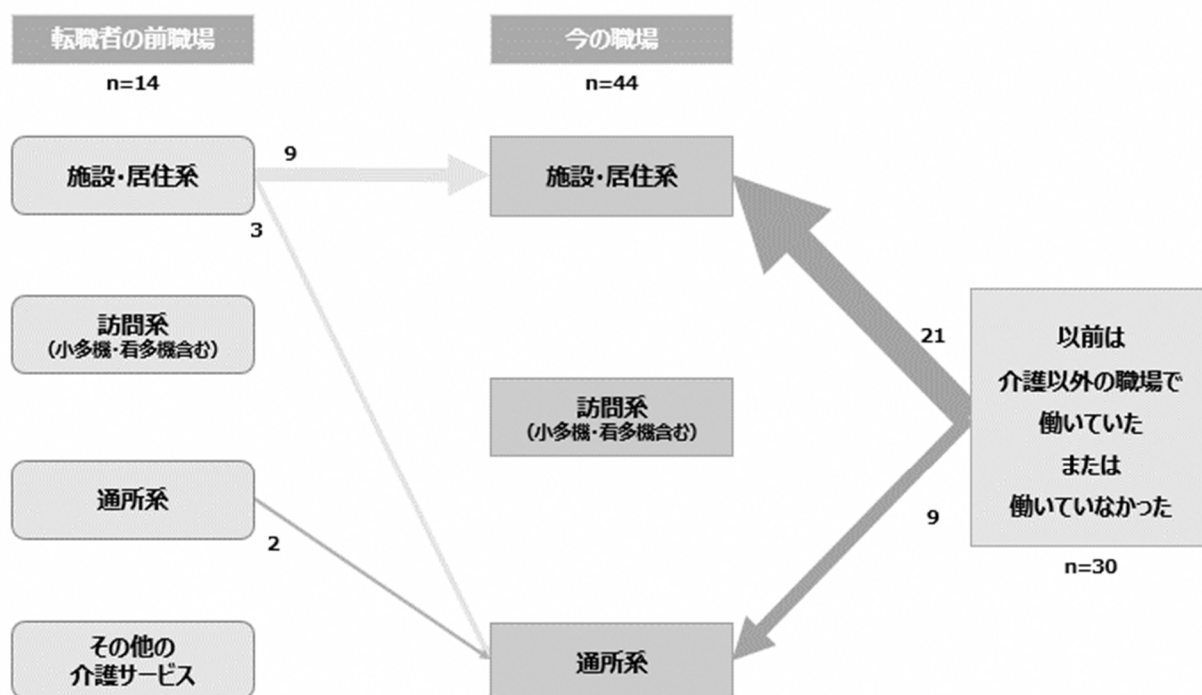 転職者の前職場
今の職場
n=14
n=44
施設・居住系
9
施設・居住系
3
訪問系
(小多機・看多機含む)
21
以前は
介護以外の職場で
働いていた
または
働いていなかった
訪問系
(小多機・看多機含む)
通所系
2
9
n=30
その他の
介護サービス
通所系